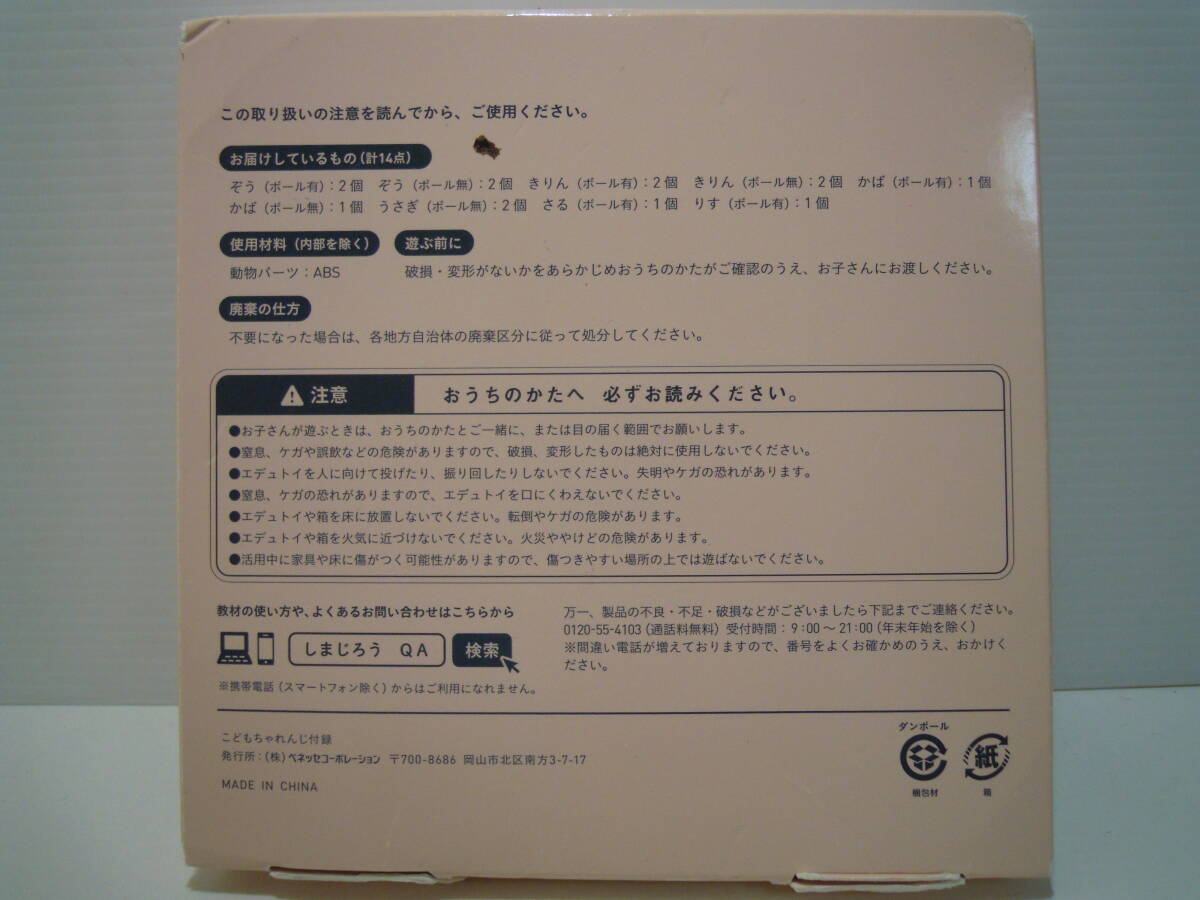 この取り扱いの注意を読んでから、ご使用ください。
お届けしているもの(計14点)
ぞう(ボール有):2個 ぞう(ボール無):2個 きりん(ボール有):2個 きりん(ボール無):2個 かば(ボール有):1個
かば(ボール無):1個 うさぎ(ボール無):2個 さる(ボール有):1個 りす(ボール有):1個
使用材料(内部を除く) 遊ぶ前に
動物パーツ:ABS 破損・変形がないかをあらかじめおうちのかたがご確認のうえ、お子さんにお渡しください。
廃棄の仕方
不要になった場合は、各地方自治体の廃棄区分に従って処分してください。
注意 おうちのかたへ 必ずお読みください。
●お子さんが遊ぶときは、おうちのかたとご一緒に、または目の届く範囲でお願いします。
●窒息、ケガや誤飲などの危険がありますので、破損、変形したものは絶対に使用しないでください。
●エデュトイを人に向けて投げたり、振り回したりしないでください。失明やケガの恐れがあります。
●窒息、ケガの恐れがありますので、エデュトイを口にくわえないでください。
●エデュトイや箱を床に放置しないでください。転倒やケガの危険があります。
●エデュトイや箱を火気に近づけないでください。火災ややけどの危険があります。
●活用中に家具や床に傷がつく可能性がありますので、傷つきやすい場所の上では遊ばないでください。
教材の使い方や、よくあるお問い合わせはこちらから
しまじろう QA 検索
※携帯電話(スマートフォン除く)からはご利用になれません。
万一、製品の不良・不足・破損などがございましたら下記までご連絡ください。
0120-55-4103(通話料無料) 受付時間:9:00〜21:00(年末年始を除く)
※間違い電話が増えておりますので、番号をよくお確かめのうえ、おかけく
ださい。
こどもちゃれんじ付録
発行所:(株)ベネッセコーポレーション 〒700-8686 岡山市北区南方3-7-17
MADE IN CHINA
ダンボール
梱包材
紙
箱